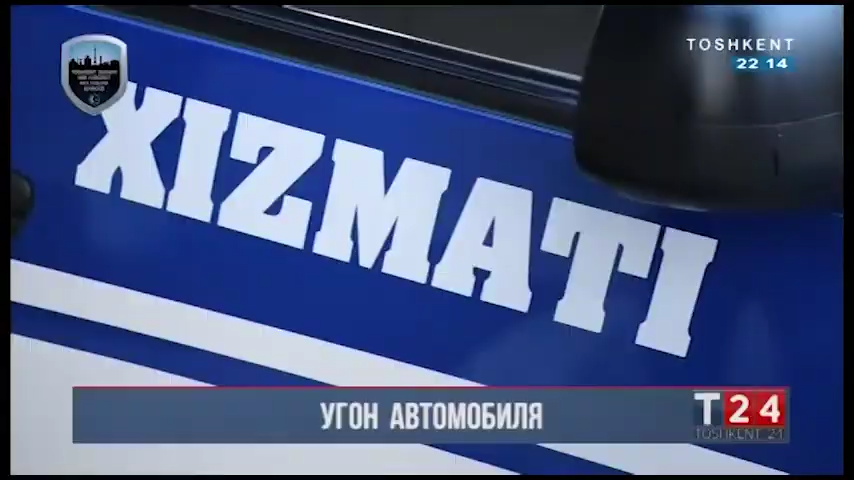 TOSHKENT
22 14
XIZMATI
УГОН АВТОМОБИЛЯ
T24
TOSHKENT 24